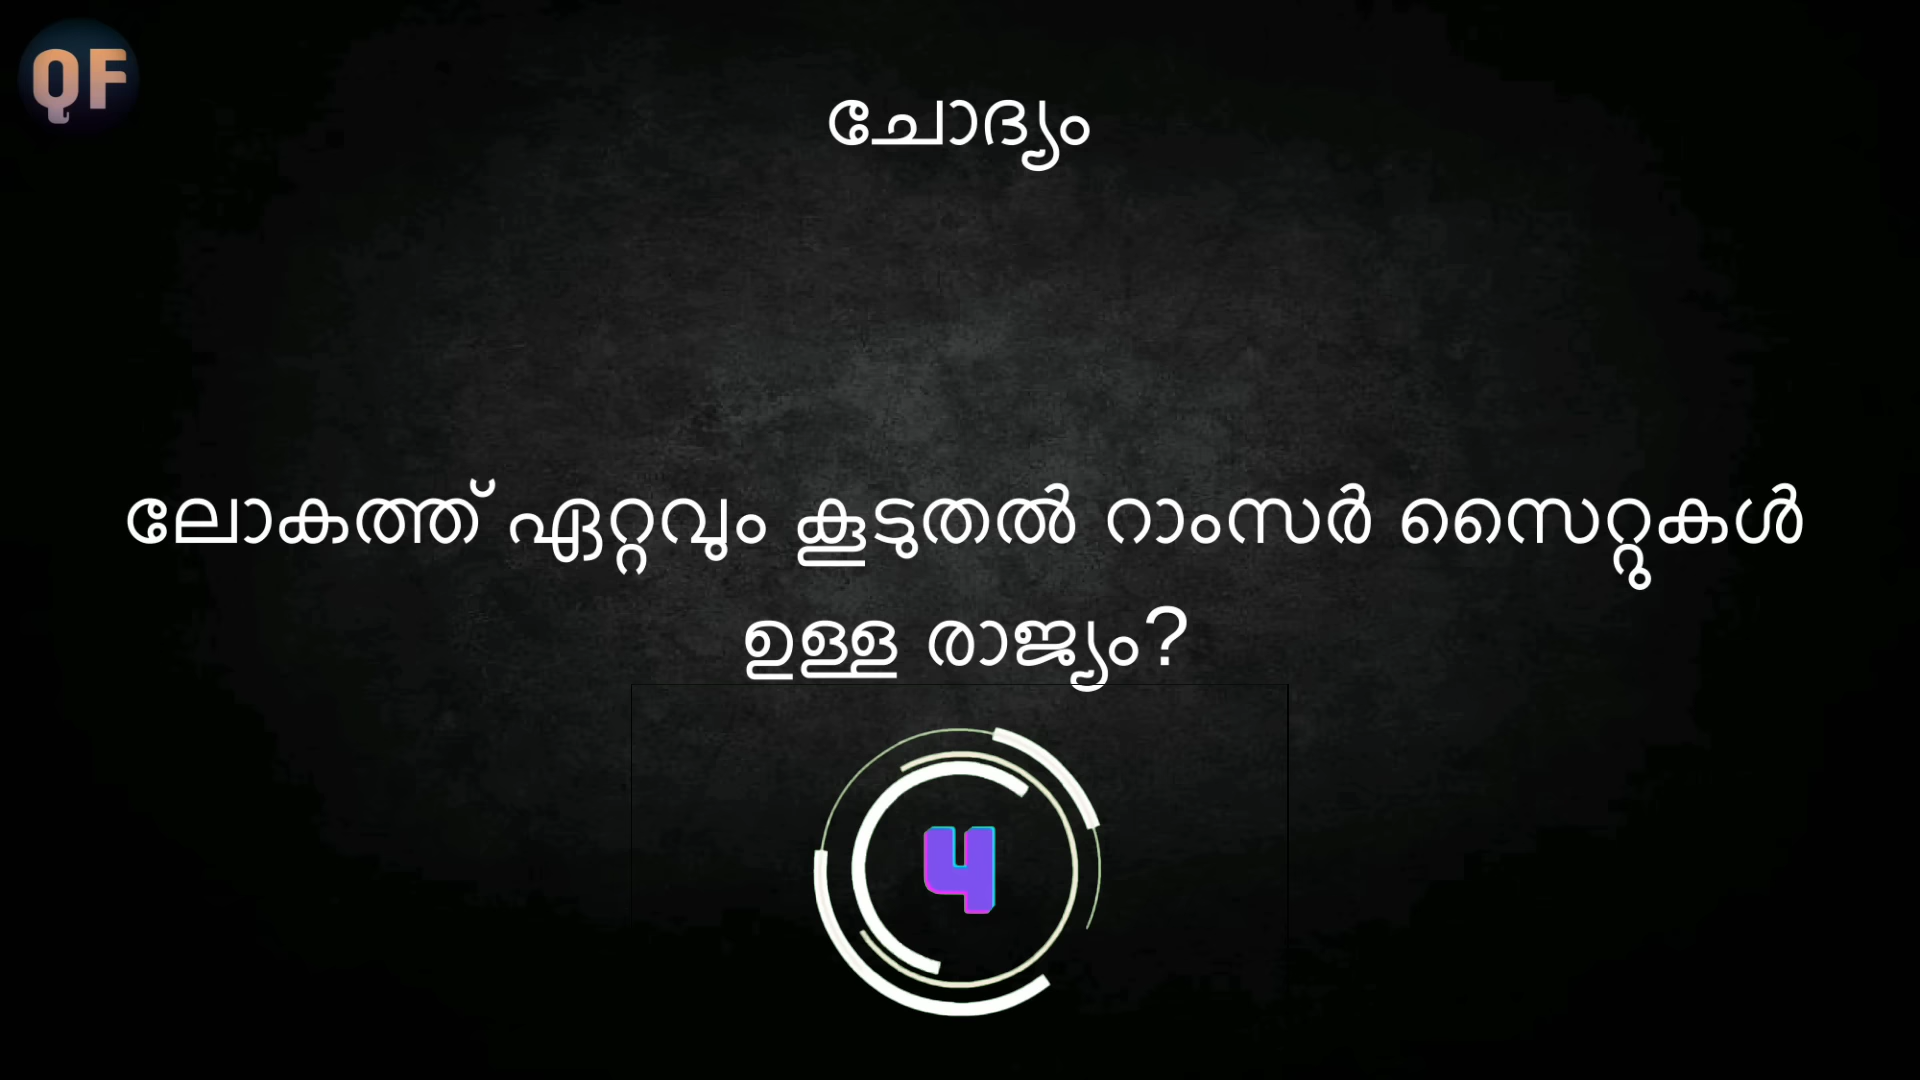 QF
ചോദ്യം
ലോകത്ത് ഏറ്റവും കൂടുതൽ റാംസർ സൈറ്റുകൾ
ഉള്ള രാജ്യം?
4